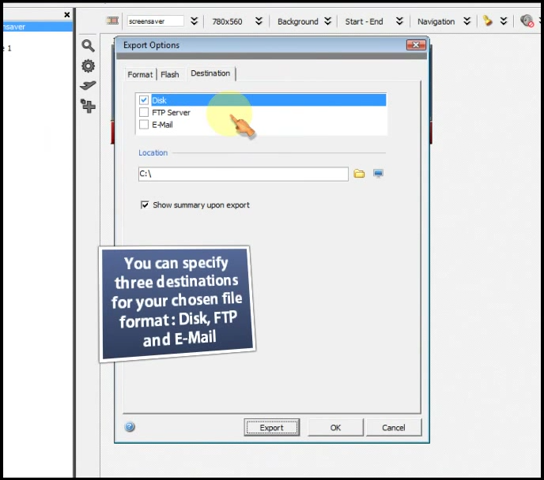 screensaver
780x560
Background
Start - End
Navigation
Export Options
Format
Flash
Destination
Disk
FTP Server
E-Mail
Location
C:\
Show summary upon export
You can specify
three destinations
for your chosen file
format : Disk, FTP
and E-Mail
Export
OK
Cancel